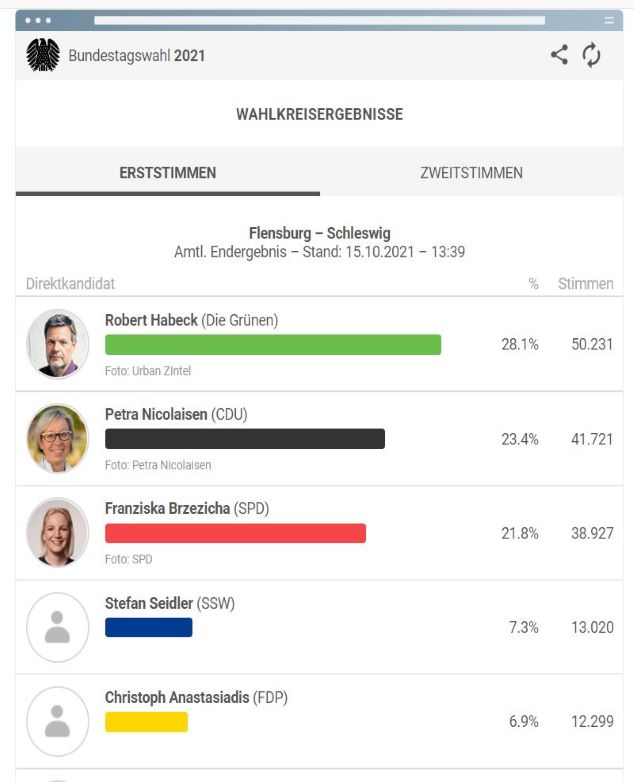 Bundestagswahl 2021
WAHLKREISERGEBNISSE
ERSTSTIMMEN ZWEITSTIMMEN
Flensburg – Schleswig
Amtl. Endergebnis – Stand: 15.10.2021 – 13:39
Direktkandidat % Stimmen
Robert Habeck (Die Grünen)
28.1% 50.231
Foto: Urban ZIntel
Petra Nicolaisen (CDU)
23.4% 41.721
Foto: Petra Nicolaisen
Franziska Brzezicha (SPD)
21.8% 38.927
Foto: SPD
Stefan Seidler (SSW)
7.3% 13.020
Christoph Anastasiadis (FDP)
6.9% 12.299